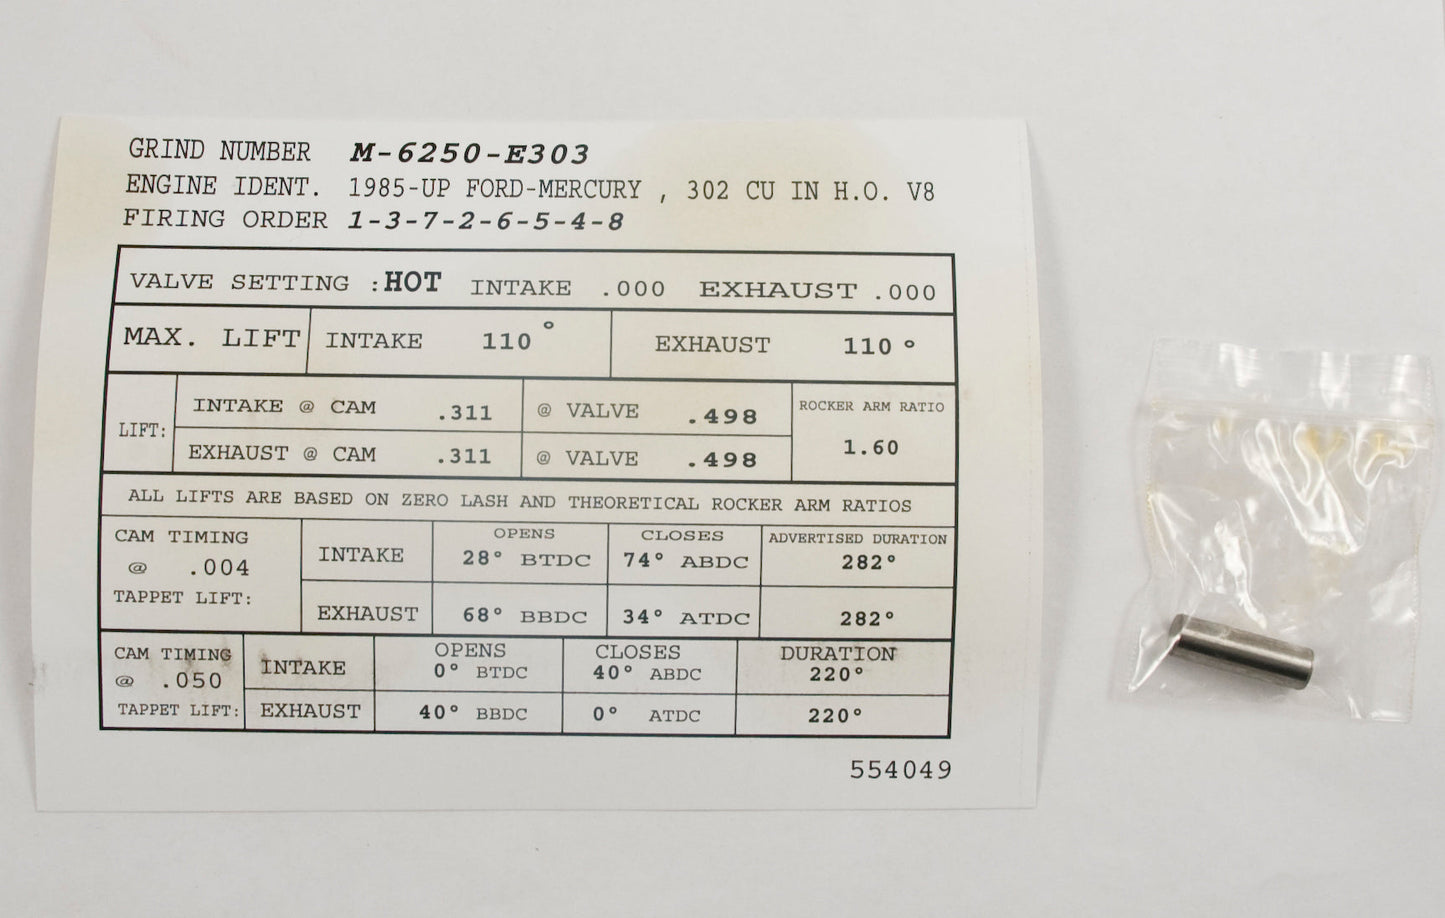 GRIND NUMBER M-6250-E303
ENGINE IDENT. 1985-UP FORD-MERCURY , 302 CU IN H.O. V8
FIRING ORDER 1-3-7-2-6-5-4-8
VALVE SETTING :HOT INTAKE .000 EXHAUST .000
MAX. LIFT INTAKE 110° EXHAUST 110°
LIFT:
INTAKE @ CAM .311 @ VALVE .498
EXHAUST @ CAM .311 @ VALVE .498
ROCKER ARM RATIO
1.60
ALL LIFTS ARE BASED ON ZERO LASH AND THEORETICAL ROCKER ARM RATIOS
CAM TIMING
@ .004
TAPPET LIFT:
OPENS CLOSES ADVERTISED DURATION
INTAKE 28° BTDC 74° ABDC 282°
EXHAUST 68° BBDC 34° ATDC 282°
CAM TIMING
@ .050
TAPPET LIFT:
OPENS CLOSES DURATION
INTAKE 0° BTDC 40° ABDC 220°
EXHAUST 40° BBDC 0° ATDC 220°
554049